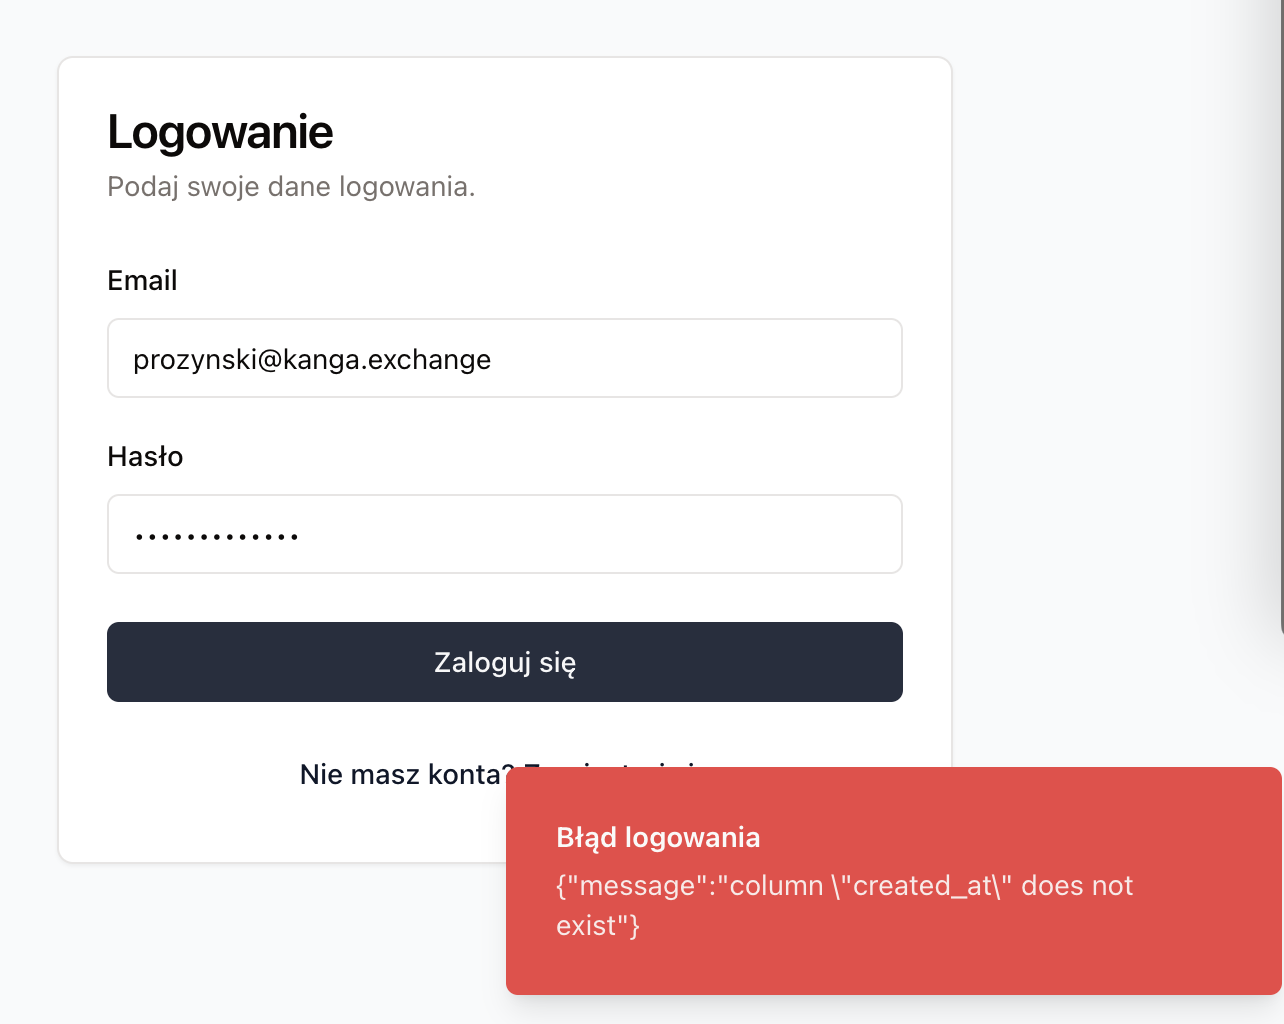 Logowanie
Podaj swoje dane logowania.
Email
prozynski@kanga.exchange
Hasło
•••••••••••••
Zaloguj się
Nie masz konta?
Błąd logowania
{"message":"column \"created_at\" does not
exist"}